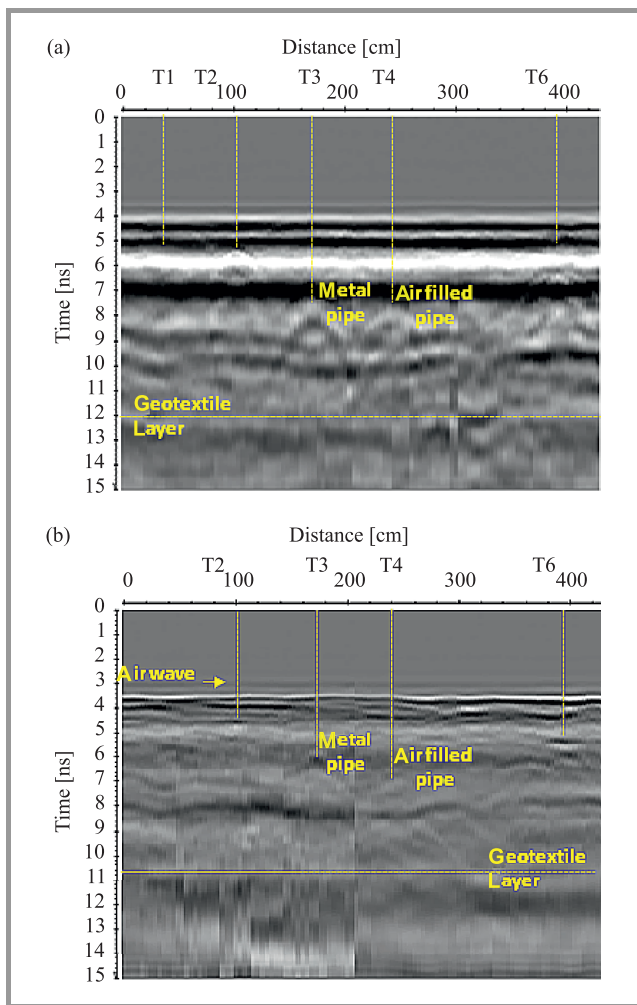 (a)
Distance [cm]
T1 T2 T3 T4 T6
0 100 200 300 400
0
1
2
3
4
5
6
7
8
9
10
11
12
13
14
15
Time [ns]
Metal
pipe
Airfilled
pipe
Geotextile
Layer
(b)
Distance [cm]
T2 T3 T4 T6
0 100 200 300 400
0
1
2
3
4
5
6
7
8
9
10
11
12
13
14
15
Time [ns]
Airwave
Metal
pipe
Airfilled
pipe
Geotextile
Layer